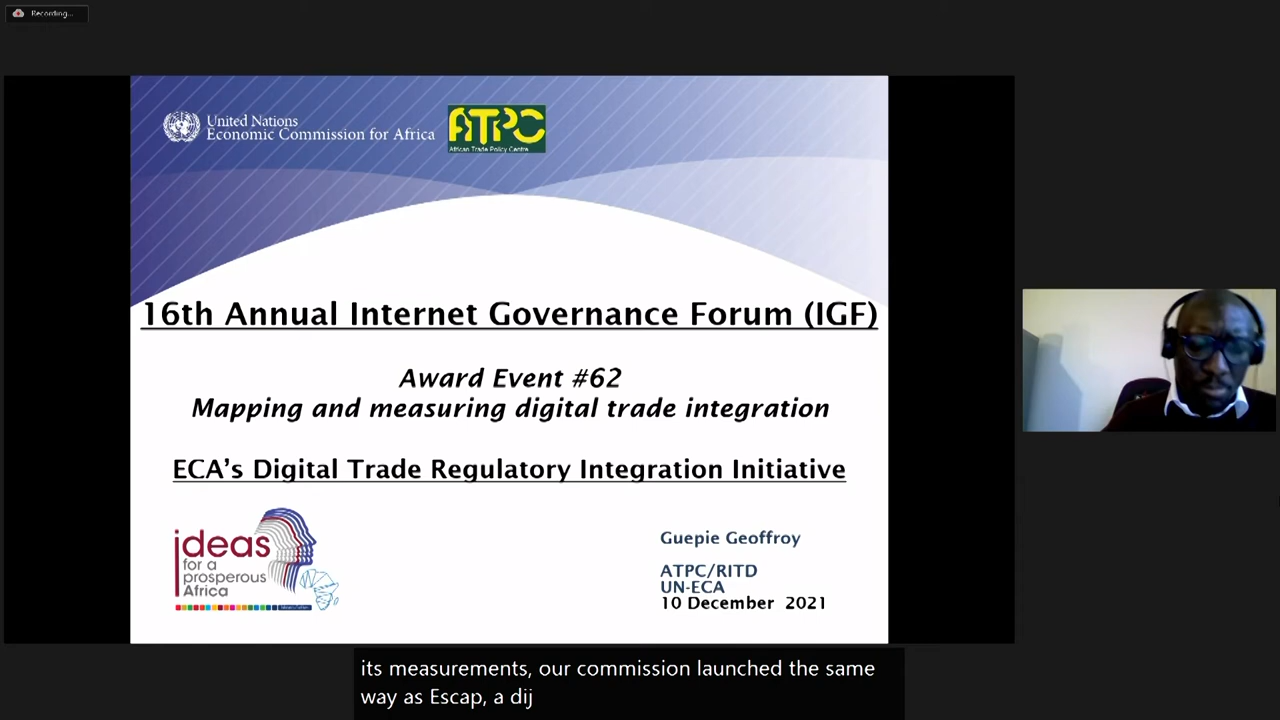 Recording...
United Nations
Economic Commission for Africa
ATPC
African Trade Policy Centre
16th Annual Internet Governance Forum (IGF)
Award Event #62
Mapping and measuring digital trade integration
ECA's Digital Trade Regulatory Integration Initiative
ideas
for a
prosperous
Africa
Guepie Geoffroy
ATPC/RITD
UN-ECA
10 December 2021
its measurements, our commission launched the same
way as Escap, a dij